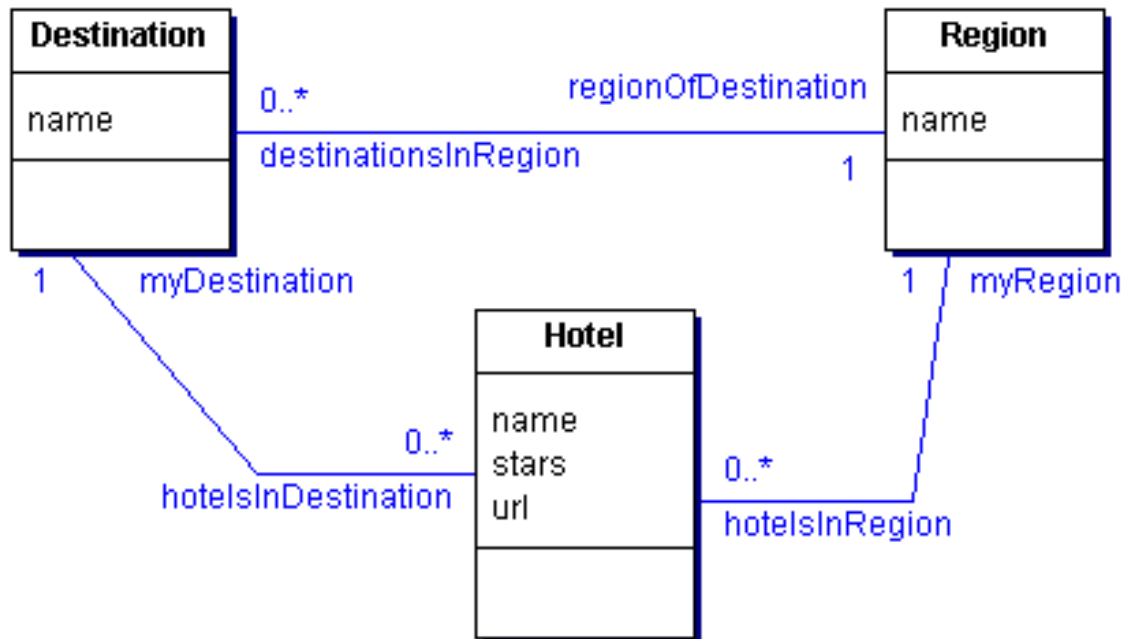 Destination
name
0..*
destinationsInRegion
regionOfDestination
1
Region
name
1
myDestination
1
myRegion
Hotel
name
stars
url
0..*
hotelsInDestination
0..*
hotelsInRegion